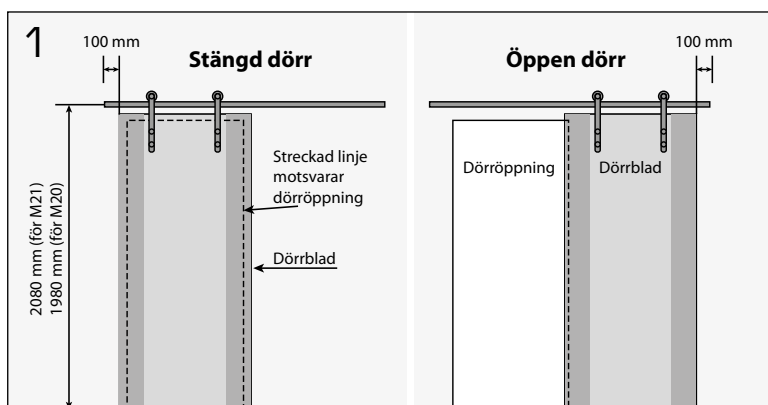 1
100 mm
Stängd dörr
Streckad linje
motsvarar
dörröppning
Dörrblad
2080 mm (för M21)
1980 mm (för M20)
Öppen dörr
100 mm
Dörröppning
Dörrblad